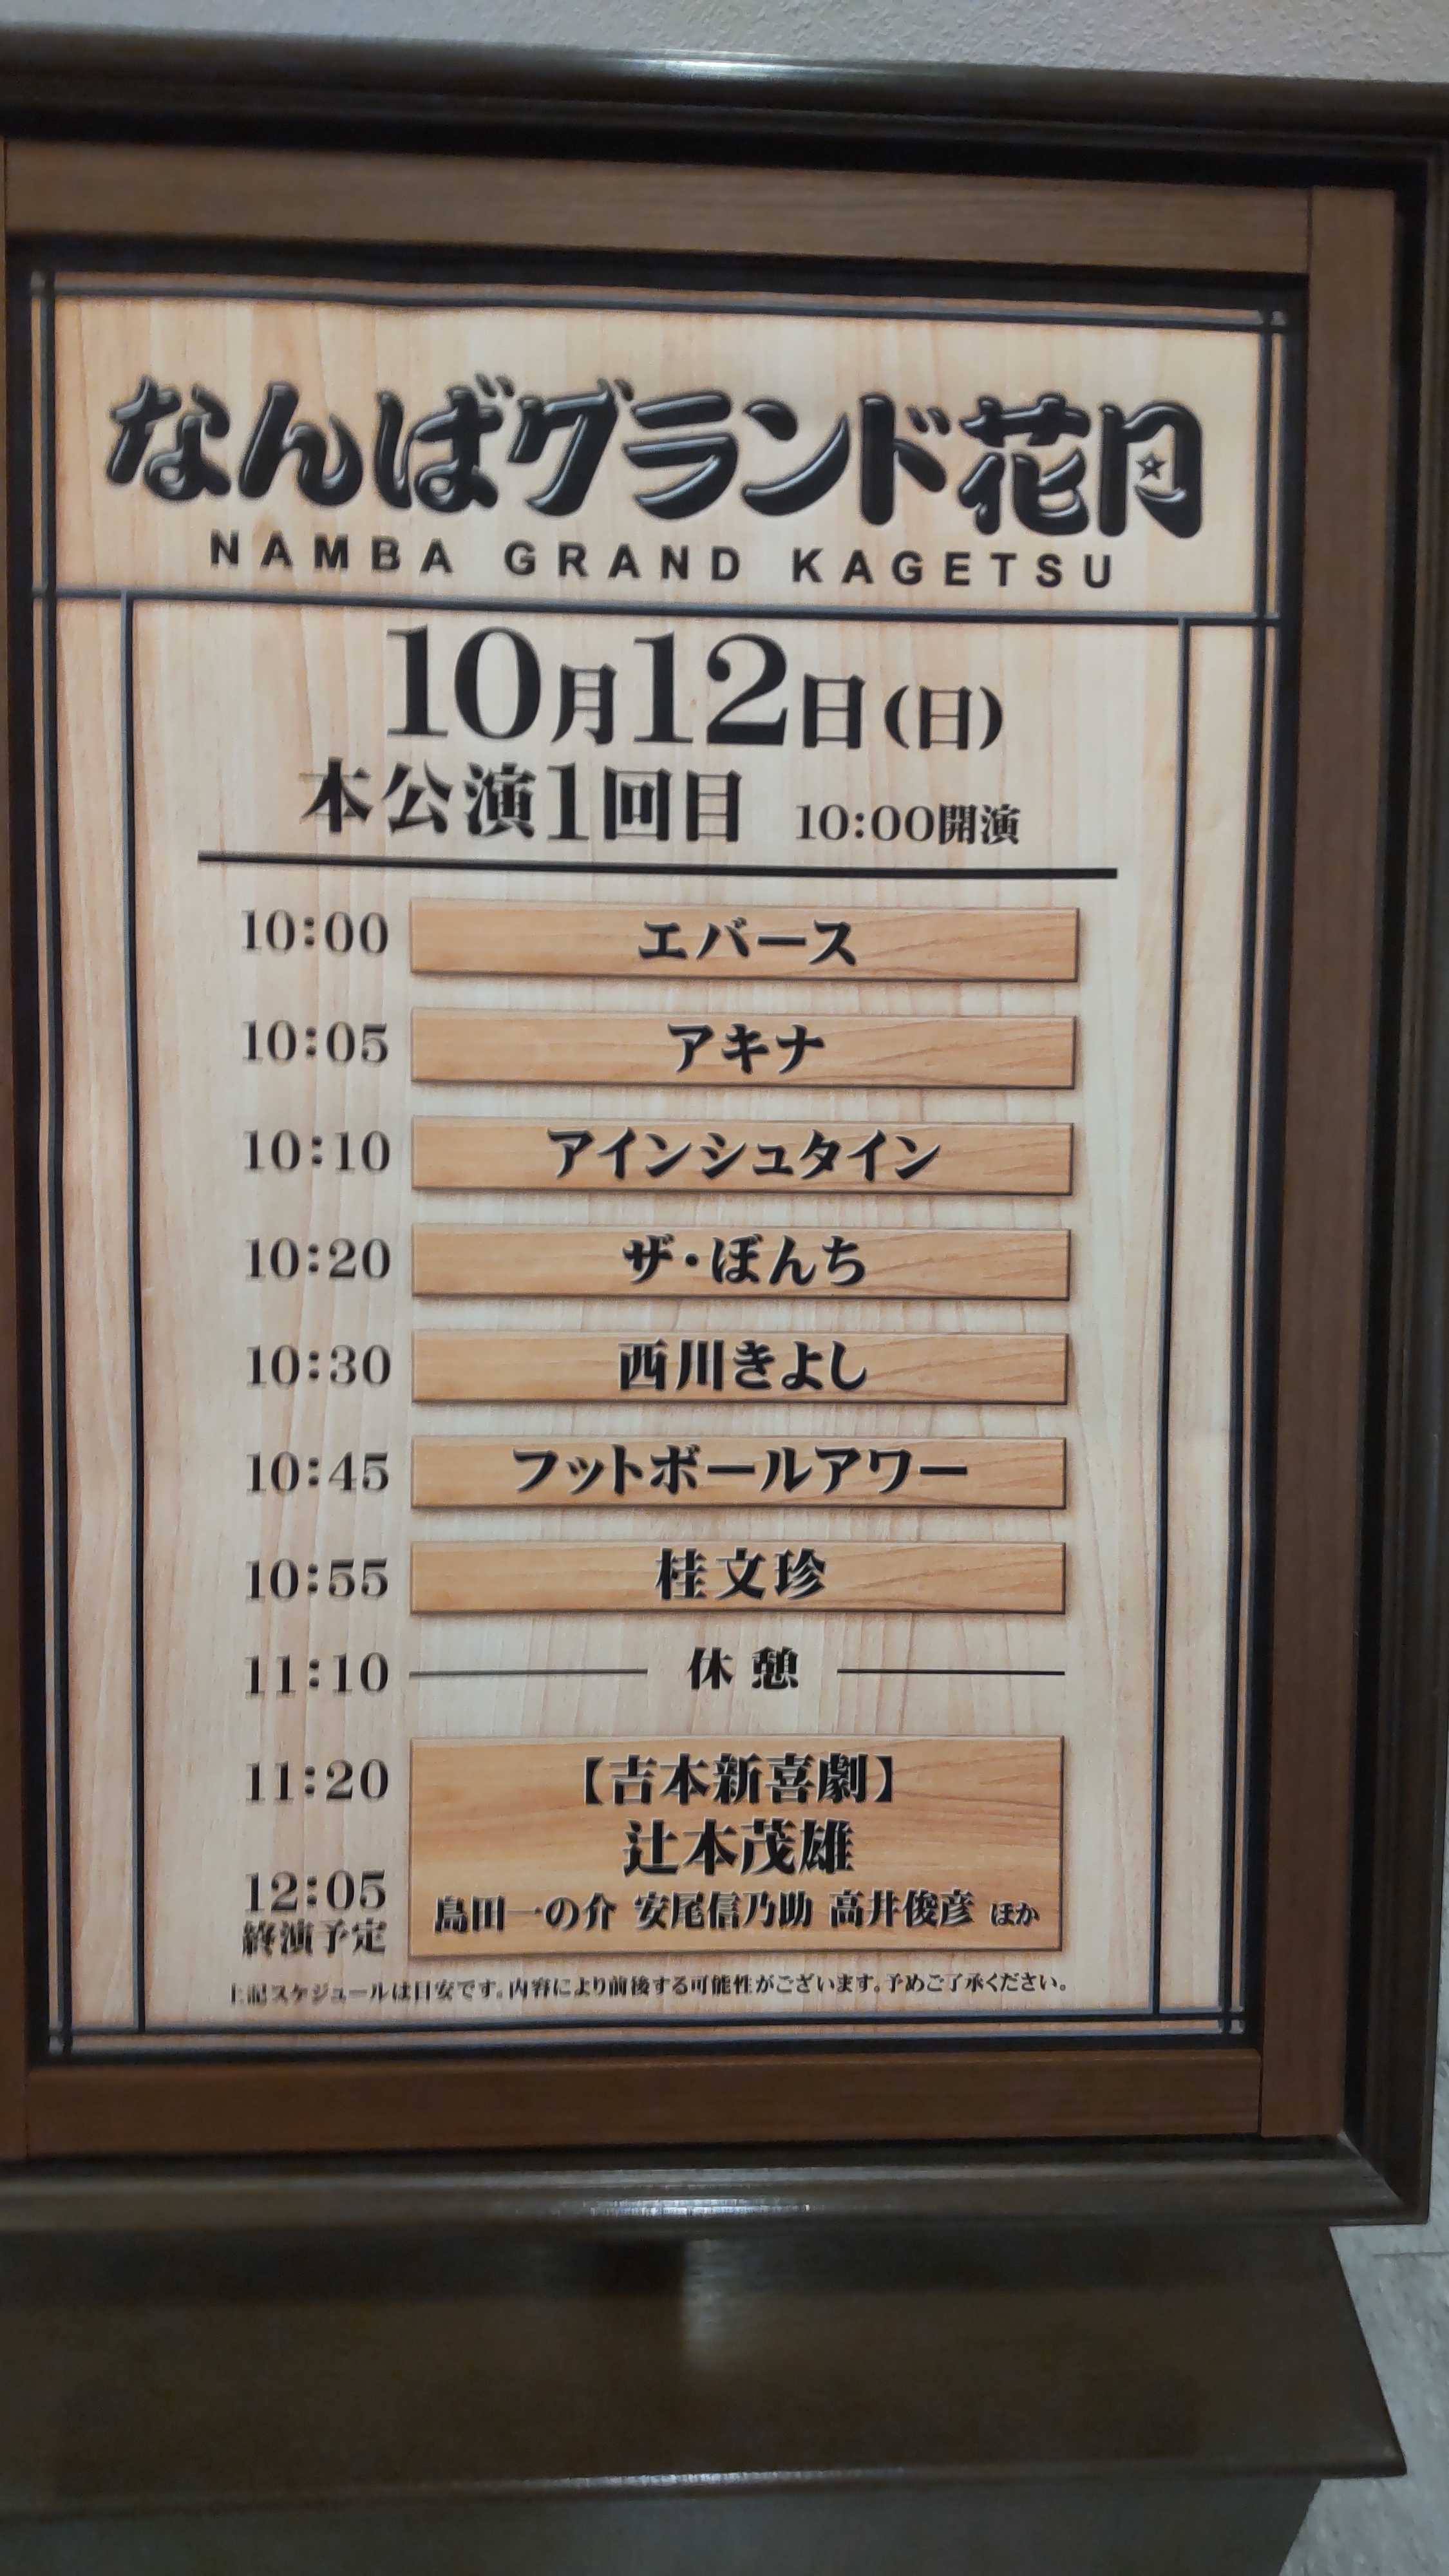 なんばグランド花月
NAMBA GRAND KAGETSU
10月12日(日)
本公演1回目 10:00開演
10:00 エバース
10:05 アキナ
10:10 アインシュタイン
10:20 ザ・ぼんち
10:30 西川きよし
10:45 フットボールアワー
10:55 桂文珍
11:10 休憩
11:20 【吉本新喜劇】
辻本茂雄
12:05 島田一の介 安尾信乃助 高井俊彦 ほか
終演予定
上記スケジュールは目安です。内容により前後する可能性がございます。予めご了承ください。